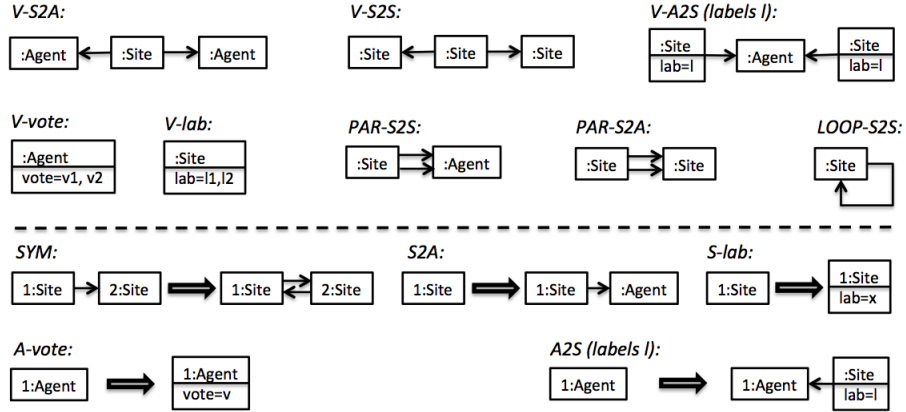 V-S2A: V-S2S: V-A2S (labels l):
:Agent :Site :Agent :Site :Site :Site :Site lab=l :Agent :Site lab=l
V-vote: V-lab: PAR-S2S: PAR-S2A: LOOP-S2S:
:Agent vote=v1, v2 :Site lab=l1,l2 :Site :Agent :Site :Site :Site
SYM: S2A: S-lab:
1:Site 2:Site 1:Site 2:Site 1:Site 1:Site :Agent 1:Site 1:Site lab=x
A-vote: A2S (labels l):
1:Agent 1:Agent vote=v 1:Agent 1:Agent :Site lab=l